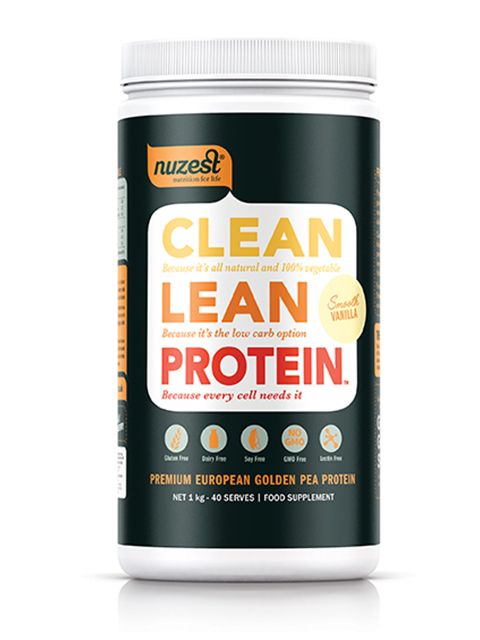 nuzest®
nutrition for life
CLEAN
Because it's all natural and 100% vegetable
LEAN
Because it's the low carb option
Smooth
VANILLA
PROTEIN™
Because every cell needs it
NO
GMO
Gluten Free
Dairy Free
Soy Free
GMO Free
Lectin Free
PREMIUM EUROPEAN GOLDEN PEA PROTEIN
NET 1 kg - 40 SERVES | FOOD SUPPLEMENT